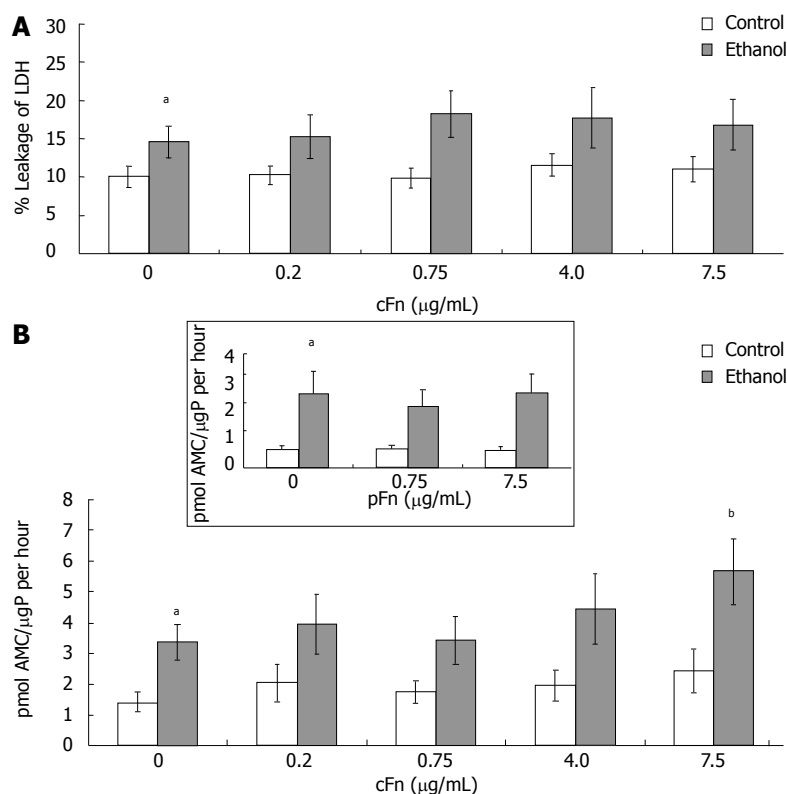 A
30
25
20
15
10
5
0
% Leakage of LDH
Control
Ethanol
a
0 0.2 0.75 4.0 7.5
cFn (μg/mL)
B
4
3
2
1
0
pmol AMC/μgP per hour
a
0 0.75 7.5
pFn (μg/mL)
Control
Ethanol
8
7
6
5
4
3
2
1
0
pmol AMC/μgP per hour
a
b
0 0.2 0.75 4.0 7.5
cFn (μg/mL)